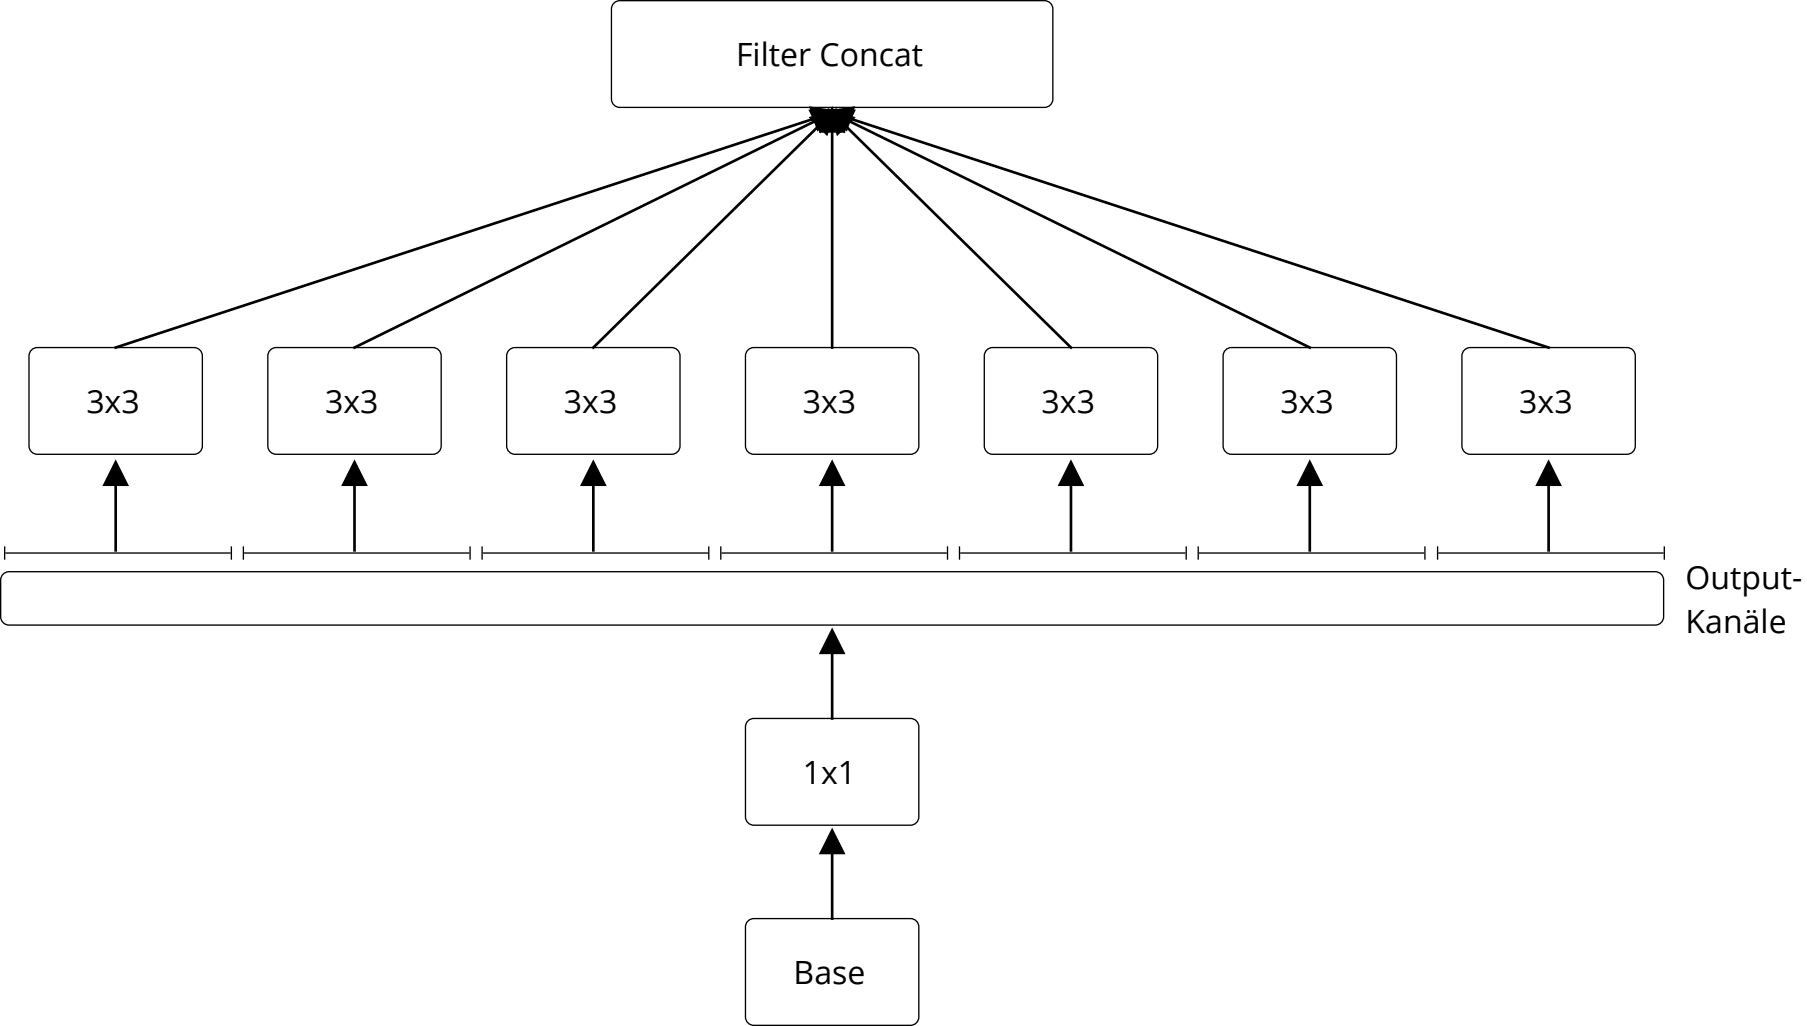 Filter Concat
3x3 3x3 3x3 3x3 3x3 3x3 3x3
Output-
Kanäle
1x1
Base